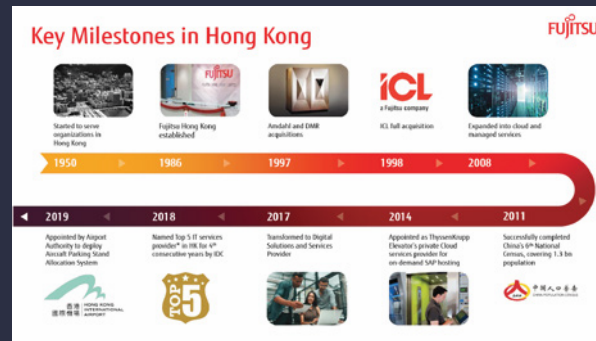 Key Milestones in Hong Kong
FUJITSU
FUJITSU
ICL
a Fujitsu company
Started to serve
organizations in
Hong Kong
Fujitsu Hong Kong
established
Amdahl and DMR
acquisitions
ICL full acquisition
Expanded into cloud and
managed services
1950
1986
1997
1998
2008
2019
2018
2017
2014
2011
Appointed by Airport
Authority to deploy
Aircraft Parking Stand
Allocation System
Named Top 5 IT services
provider* in HK for 4th
consecutive years by IDC
Transformed to Digital
Solutions and Services
Provider
Appointed as ThyssenKrupp
Elevator's private Cloud
services provider for
on-demand SAP hosting
Successfully completed
China's 6th National
Census, covering 1.3 bn
population
香港
國際機場
HONG KONG
INTERNATIONAL
AIRPORT
TOP
5
中国人口普查
CHINA POPULATION CENSUS